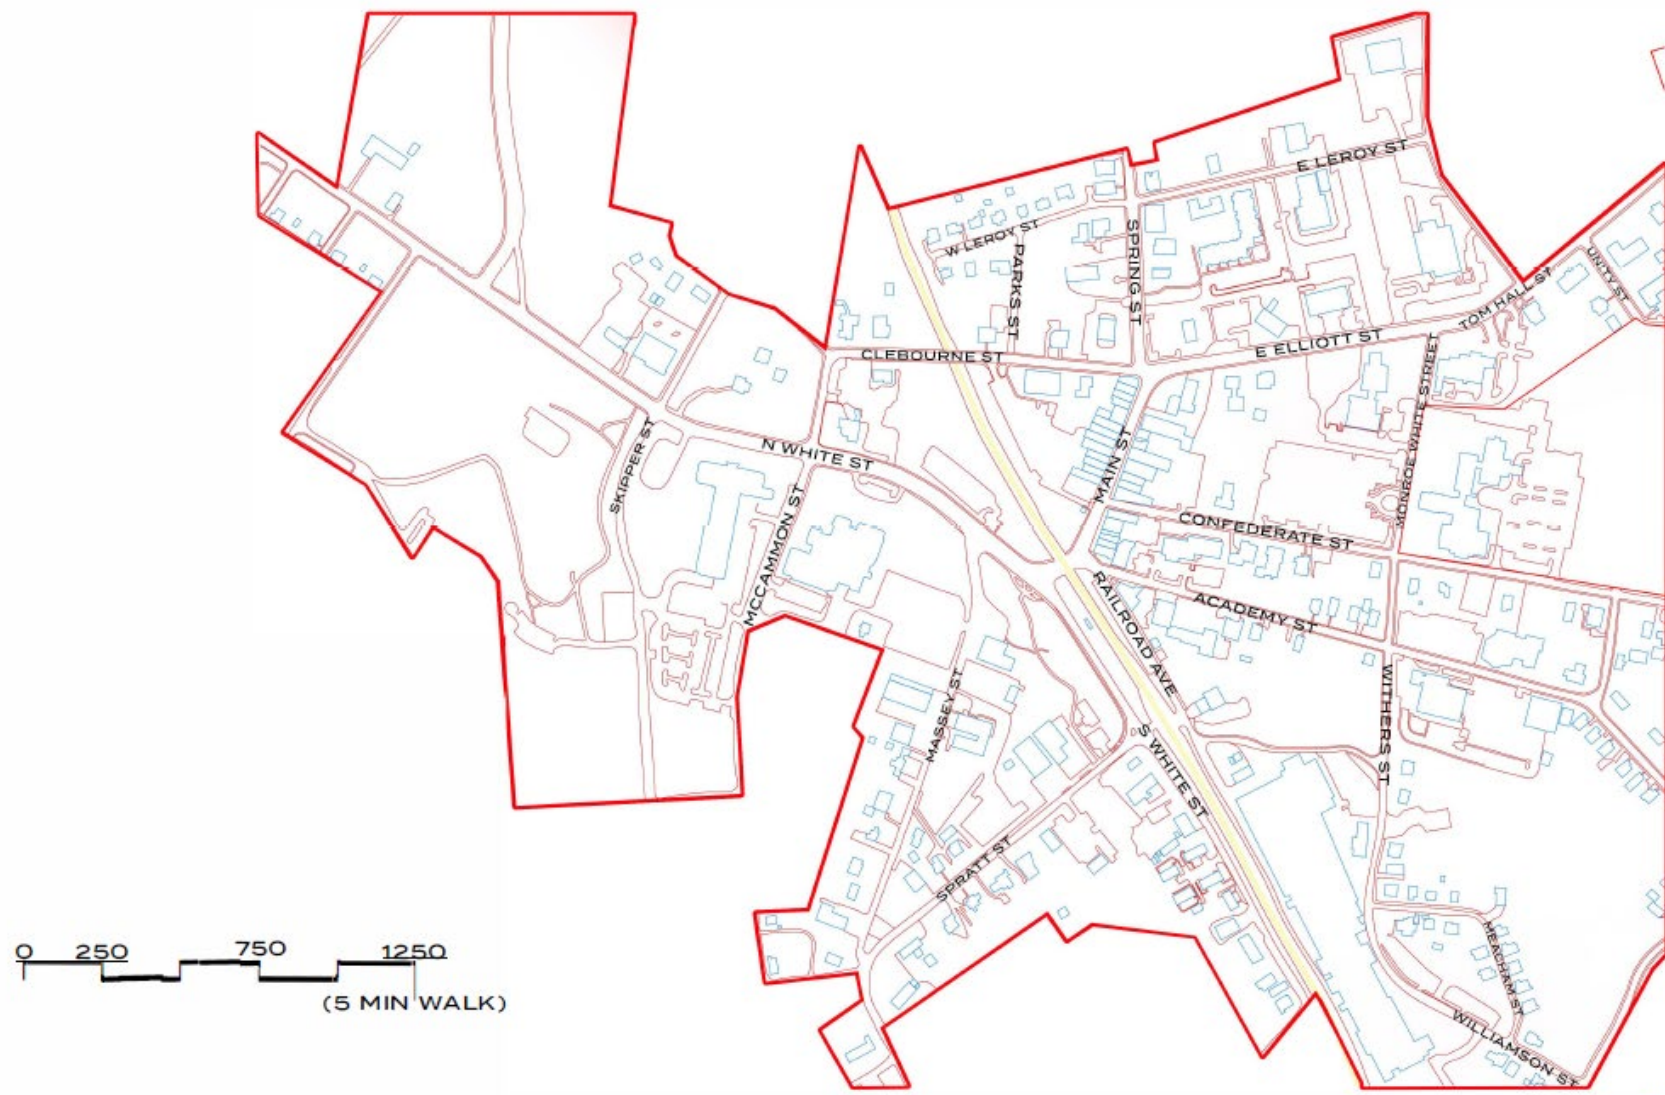 E LEROY ST
W LEROY ST
PARKS ST
SPRING ST
UNITY ST
TOM HALL ST
CLEBOURNE ST
E ELLIOTT ST
MONROE WHITE STREET
SKIPPER ST
N WHITE ST
MAIN ST
MCCAMMON ST
CONFEDERATE ST
RAILROAD AVE
ACADEMY ST
MASSEY ST
WITHERS ST
S WHITE ST
SPRATT ST
MEACHAM ST
WILLIAMSON ST
0 250 750 1250
(5 MIN WALK)